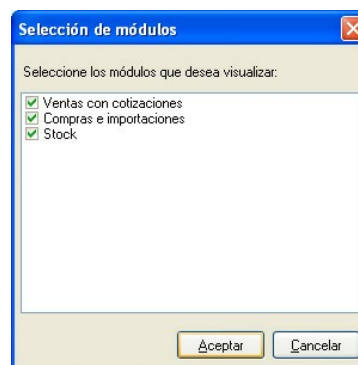 Selección de módulos
Seleccione los módulos que desea visualizar:
Ventas con cotizaciones
Compras e importaciones
Stock
Aceptar
Cancelar